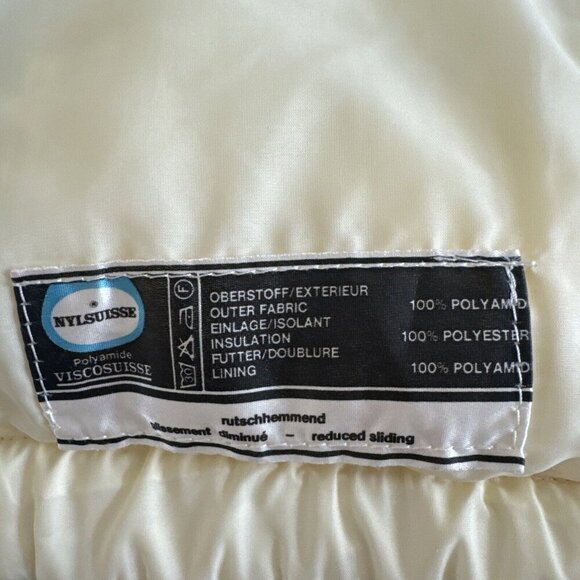 NYLSUISSE
Polyamide
VISCOSUISSE
30
F
OBERSTOFF/EXTERIEUR
OUTER FABRIC 100% POLYAMID
EINLAGE/ISOLANT
INSULATION 100% POLYESTER
FUTTER/DOUBLURE
LINING 100% POLYAMID
rutschhemmend
glissement diminué – reduced sliding